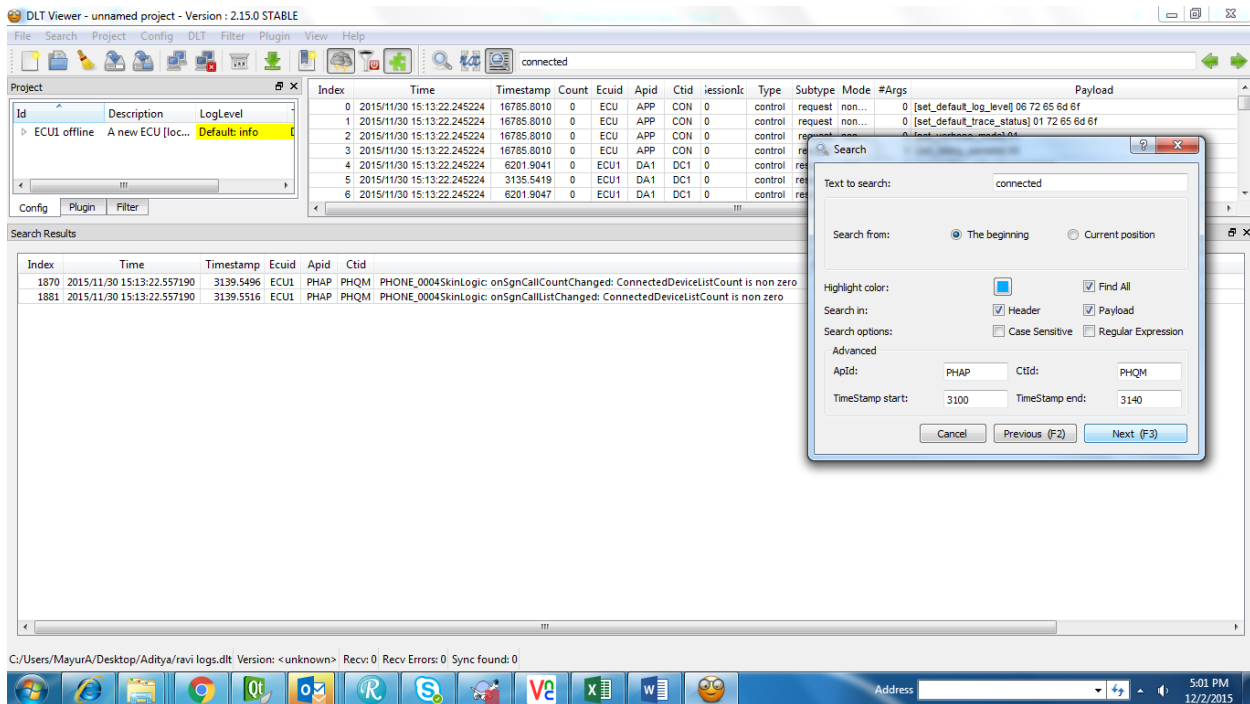 DLT Viewer - unnamed project - Version : 2.15.0 STABLE
File Search Project Config DLT Filter Plugin View Help
connected
Project
Id Description LogLevel
ECU1 offline A new ECU [loc... Default: info
Config Plugin Filter
Index Time Timestamp Count Ecuid Apid Ctid iessionIc Type Subtype Mode #Args Payload
0 2015/11/30 15:13:22.245224 16785.8010 0 ECU APP CON 0 control request non... 0 [set_default_log_level] 06 72 65 6d 6f
1 2015/11/30 15:13:22.245224 16785.8010 0 ECU APP CON 0 control request non... 0 [set_default_trace_status] 01 72 65 6d 6f
2 2015/11/30 15:13:22.245224 16785.8010 0 ECU APP CON 0 control request non... 0 [set_verbose_mode] 01
3 2015/11/30 15:13:22.245224 16785.8010 0 ECU APP CON 0 control re
4 2015/11/30 15:13:22.245224 6201.9041 0 ECU1 DA1 DC1 0 control res
5 2015/11/30 15:13:22.245224 3135.5419 0 ECU1 DA1 DC1 0 control res
6 2015/11/30 15:13:22.245224 6201.9047 0 ECU1 DA1 DC1 0 control res
Search Results
Index Time Timestamp Ecuid Apid Ctid
1870 2015/11/30 15:13:22.557190 3139.5496 ECU1 PHAP PHQM PHONE_0004SkinLogic: onSgnCallCountChanged: ConnectedDeviceListCount is non zero
1881 2015/11/30 15:13:22.557190 3139.5516 ECU1 PHAP PHQM PHONE_0004SkinLogic: onSgnCallListChanged: ConnectedDeviceListCount is non zero
Search
Text to search: connected
Search from: The beginning Current position
Highlight color: Find All
Search in: Header Payload
Search options: Case Sensitive Regular Expression
Advanced
ApId: PHAP CtId: PHQM
TimeStamp start: 3100 TimeStamp end: 3140
Cancel Previous (F2) Next (F3)
C:/Users/MayurA/Desktop/Aditya/ravi logs.dlt Version: <unknown> Recv: 0 Recv Errors: 0 Sync found: 0
Address
5:01 PM
12/2/2015